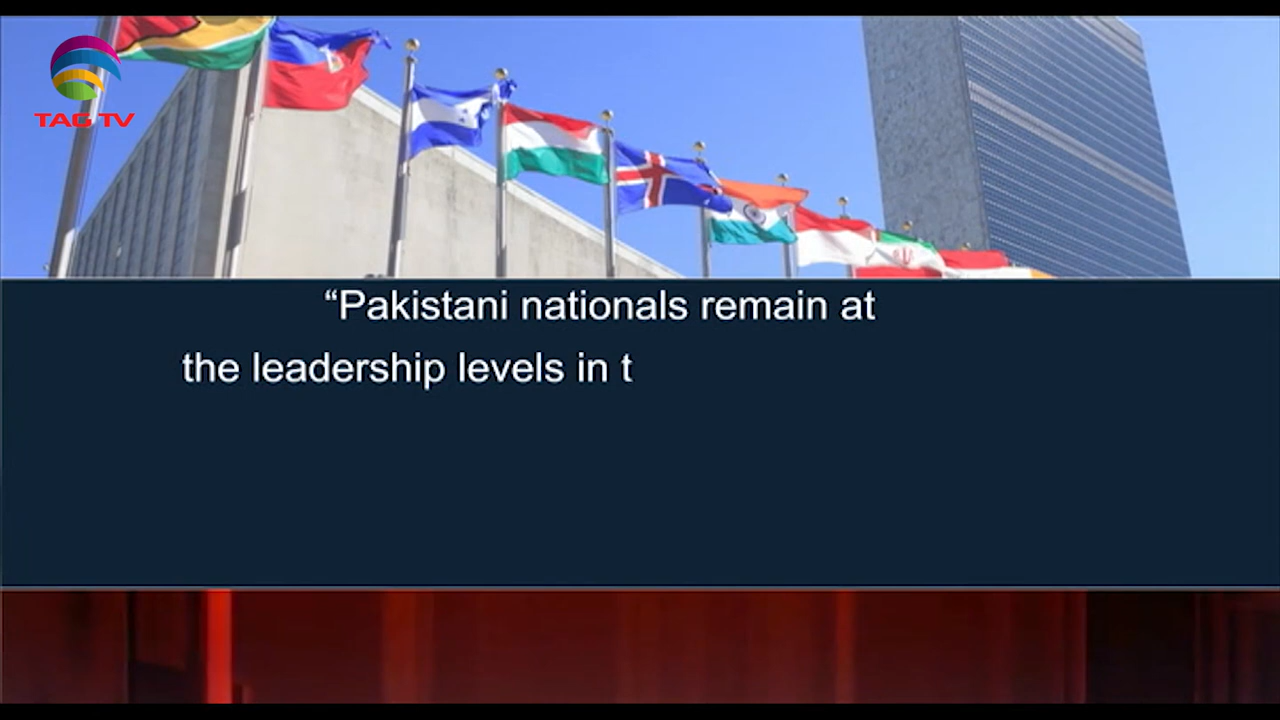 TAG TV
“Pakistani nationals remain at
the leadership levels in t